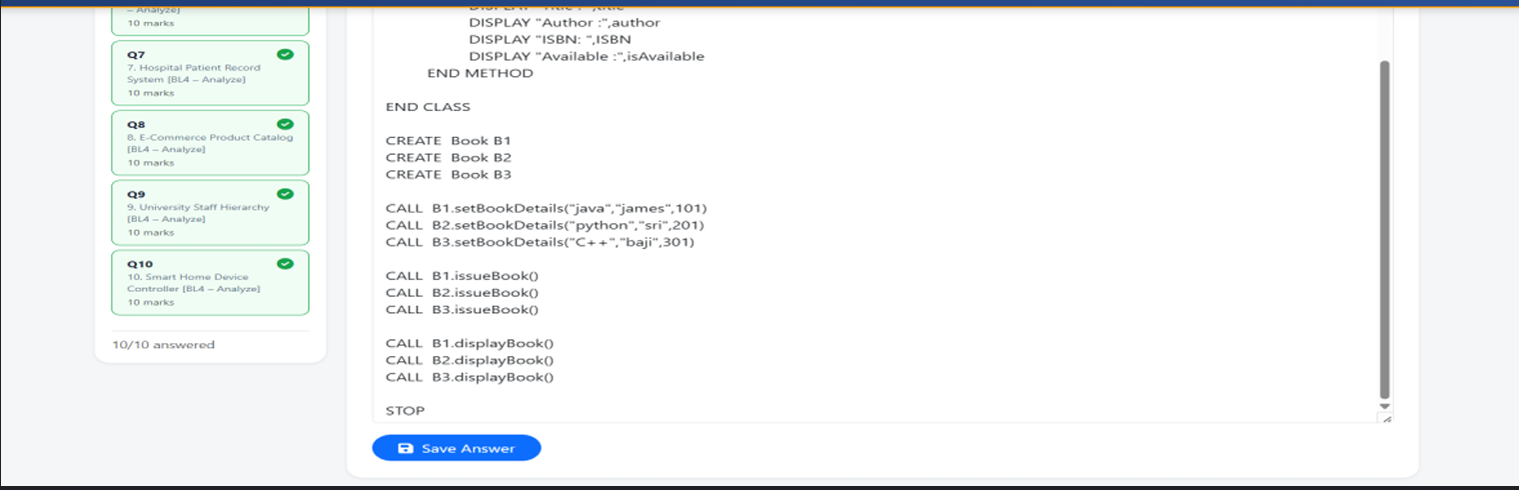 – Analyze]
10 marks
Q7
7. Hospital Patient Record
System [BL4 – Analyze]
10 marks
Q8
8. E-Commerce Product Catalog
[BL4 – Analyze]
10 marks
Q9
9. University Staff Hierarchy
[BL4 – Analyze]
10 marks
Q10
10. Smart Home Device
Controller [BL4 – Analyze]
10 marks
10/10 answered
DISPLAY "Title :",title
DISPLAY "Author :",author
DISPLAY "ISBN: ",ISBN
DISPLAY "Available :",isAvailable
END METHOD
END CLASS
CREATE  Book B1
CREATE  Book B2
CREATE  Book B3
CALL  B1.setBookDetails("java","james",101)
CALL  B2.setBookDetails("python","sri",201)
CALL  B3.setBookDetails("C++","baji",301)
CALL  B1.issueBook()
CALL  B2.issueBook()
CALL  B3.issueBook()
CALL  B1.displayBook()
CALL  B2.displayBook()
CALL  B3.displayBook()
STOP
Save Answer